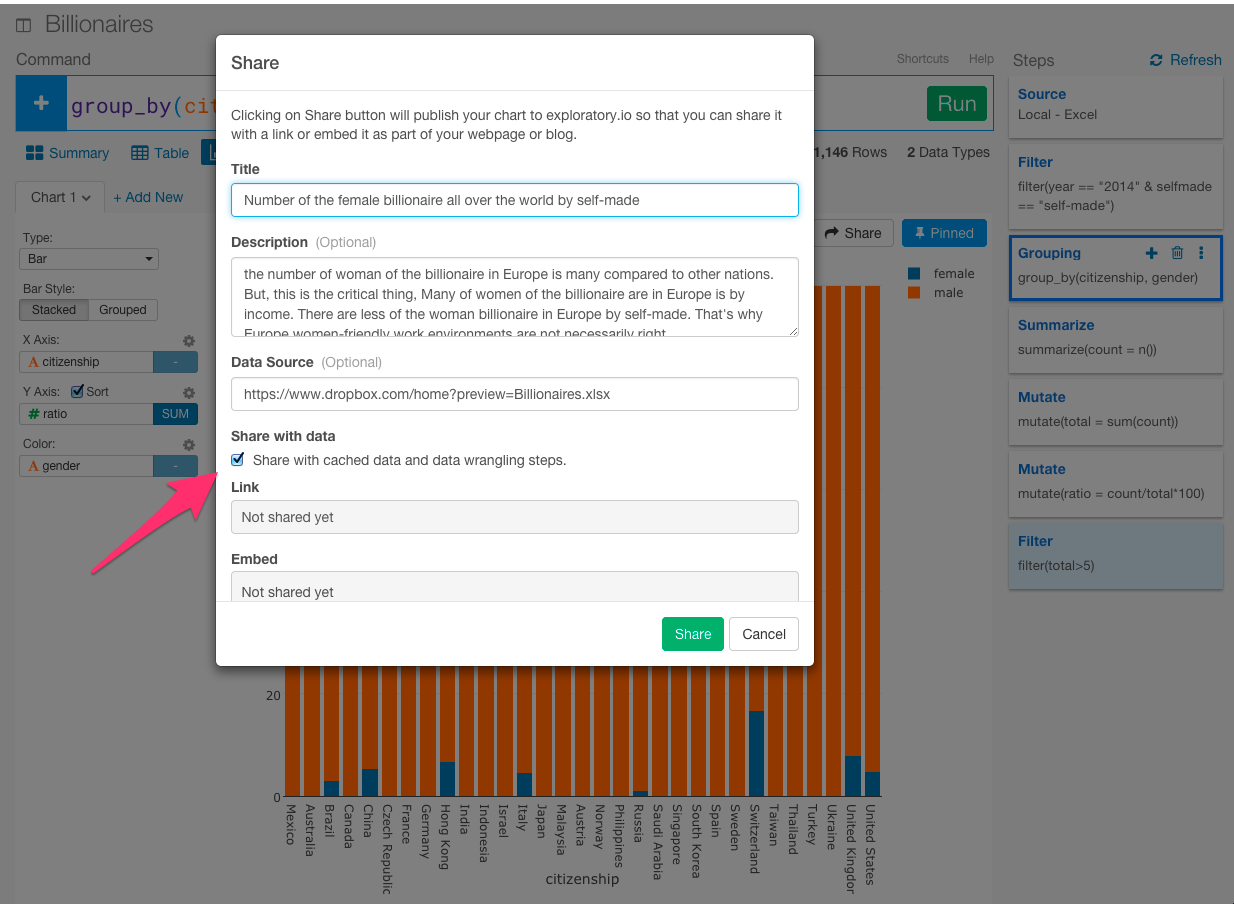 Billionaires
Command
Shortcuts Help
group_by(cit
Run
Summary
Table
1,146 Rows 2 Data Types
Chart 1
+ Add New
Share
Pinned
Type:
Bar
Bar Style:
Stacked Grouped
X Axis:
A citizenship -
Y Axis: Sort
# ratio SUM
Color:
A gender -
female
male
20
0
Mexico
Australia
Brazil
Canada
China
Czech Republic
France
Germany
Hong Kong
India
Indonesia
Israel
Italy
Japan
Malaysia
Austria
Norway
Philippines
Russia
Saudi Arabia
Singapore
South Korea
Spain
Sweden
Switzerland
Taiwan
Thailand
Turkey
Ukraine
United Kingdor
United States
citizenship
Share
Clicking on Share button will publish your chart to exploratory.io so that you can share it
with a link or embed it as part of your webpage or blog.
Title
Number of the female billionaire all over the world by self-made
Description (Optional)
the number of woman of the billionaire in Europe is many compared to other nations.
But, this is the critical thing, Many of women of the billionaire are in Europe is by
income. There are less of the woman billionaire in Europe by self-made. That's why
Europe women-friendly work environments are not necessarily right
Data Source (Optional)
https://www.dropbox.com/home?preview=Billionaires.xlsx
Share with data
Share with cached data and data wrangling steps.
Link
Not shared yet
Embed
Not shared yet
Share Cancel
Steps
Refresh
Source
Local - Excel
Filter
filter(year == "2014" & selfmade
== "self-made")
Grouping
group_by(citizenship, gender)
Summarize
summarize(count = n())
Mutate
mutate(total = sum(count))
Mutate
mutate(ratio = count/total*100)
Filter
filter(total>5)